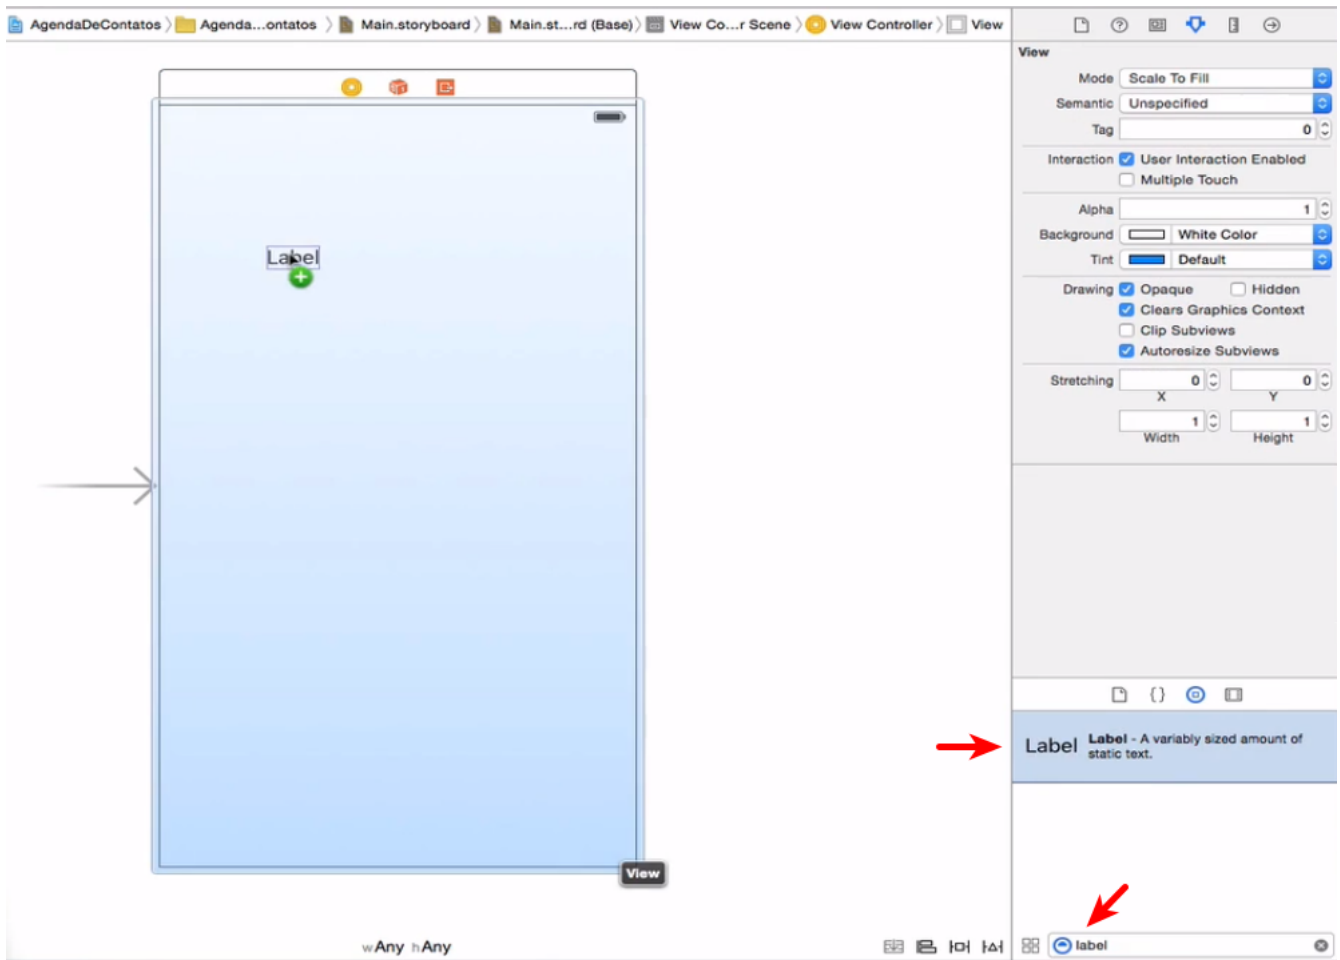 AgendaDeContatos
Agenda...ontatos
Main.storyboard
Main.st...rd (Base)
View Co...r Scene
View Controller
View
View
Mode Scale To Fill
Semantic Unspecified
Tag 0
Interaction User Interaction Enabled
Multiple Touch
Alpha 1
Background White Color
Tint Default
Drawing Opaque Hidden
Clears Graphics Context
Clip Subviews
Autoresize Subviews
Stretching 0 0
X Y
1 1
Width Height
Label
View
wAny hAny
Label
Label - A variably sized amount of
static text.
label